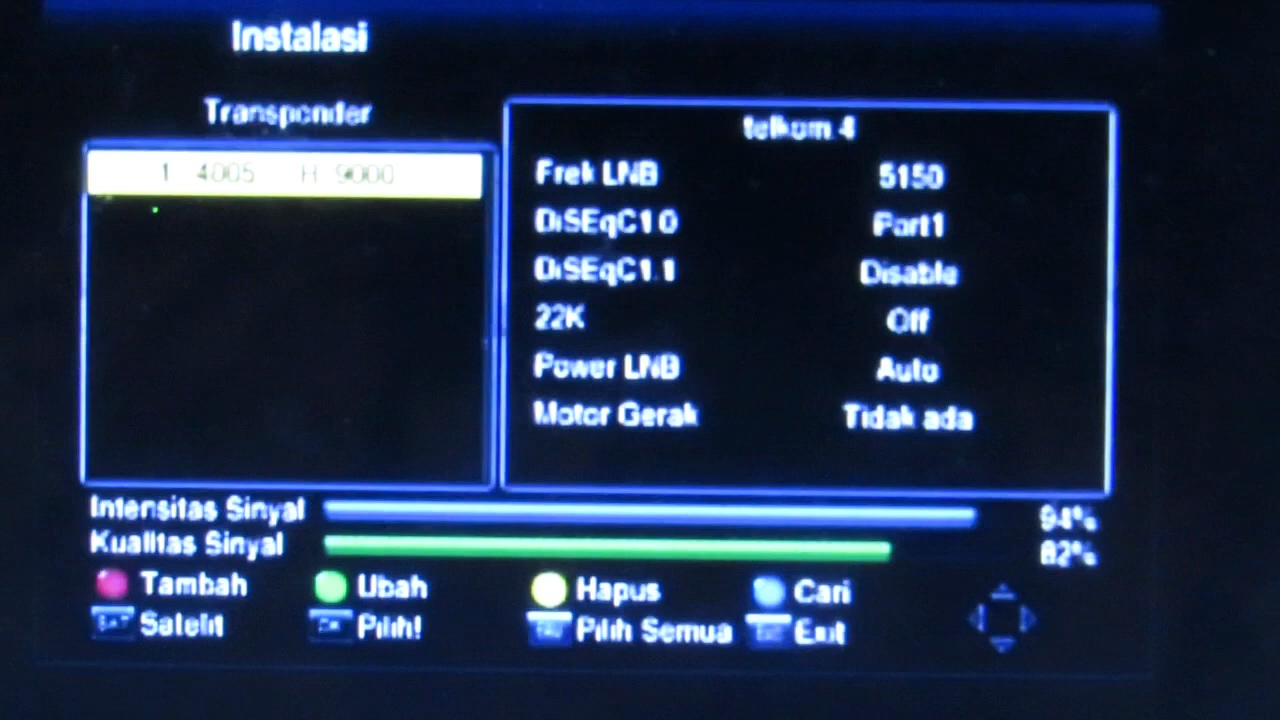 Instalasi
Transponder
1 4005 H 9000
telkom 4
Frek LNB 5150
DiSEqC1.0 Port1
DiSEqC1.1 Disable
22K Off
Power LNB Auto
Motor Gerak Tidak ada
Intensitas Sinyal 94%
Kualitas Sinyal 82%
Tambah Ubah Hapus Cari
Satelit Pilih! Pilih Semua Exit